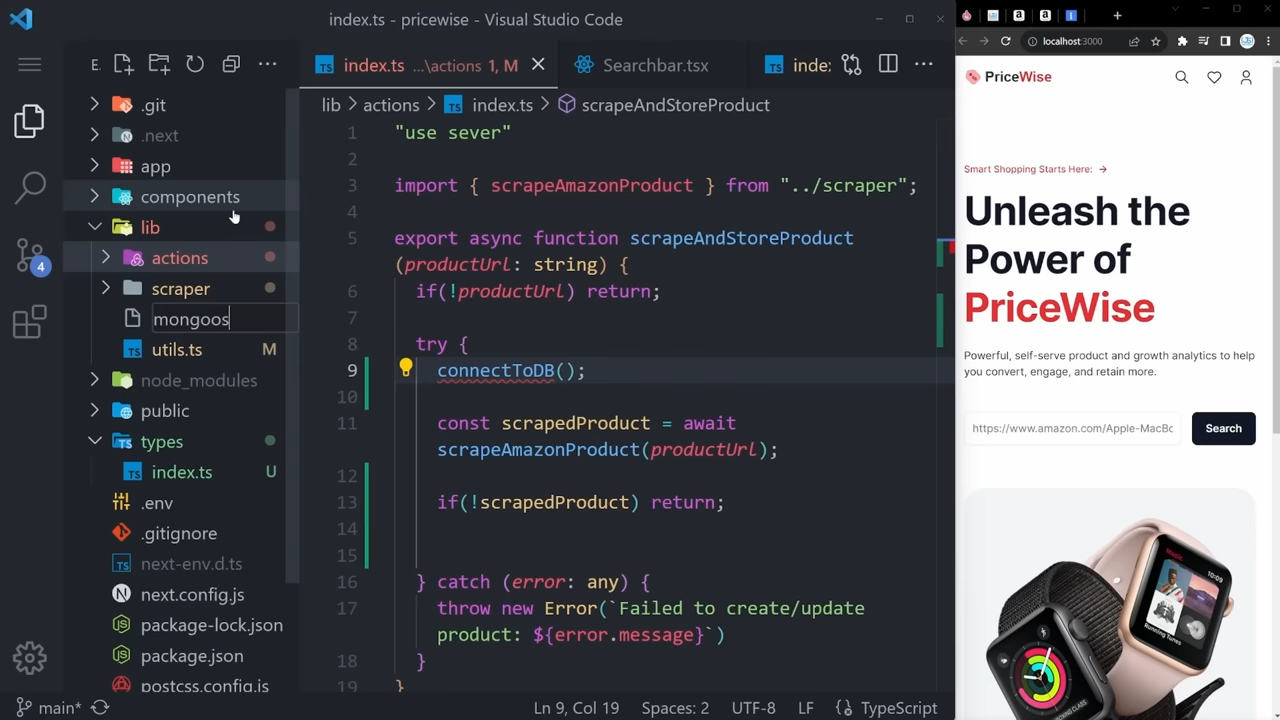 index.ts - pricewise - Visual Studio Code
E.
index.ts ...\actions 1, M
Searchbar.tsx
inde:
lib > actions > index.ts > scrapeAndStoreProduct
.git
.next
app
components
lib
actions
scraper
mongoos
utils.ts M
node_modules
public
types
index.ts U
.env
.gitignore
next-env.d.ts
next.config.js
package-lock.json
package.json
postcss.config.js
4
1 "use sever"
2
3 import { scrapeAmazonProduct } from "../scraper";
4
5 export async function scrapeAndStoreProduct
(productUrl: string) {
6 if(!productUrl) return;
7
8 try {
9 connectToDB();
10
11 const scrapedProduct = await
scrapeAmazonProduct(productUrl);
12
13 if(!scrapedProduct) return;
14
15
16 } catch (error: any) {
17 throw new Error(`Failed to create/update
product: ${error.message}`)
18 }
19 }
main*
Ln 9, Col 19
Spaces: 2
UTF-8
LF
TypeScript
localhost:3000
PriceWise
Smart Shopping Starts Here:
Unleash the
Power of
PriceWise
Powerful, self-serve product and growth analytics to help
you convert, engage, and retain more.
https://www.amazon.com/Apple-MacBo
Search
Music
10:09
Running Tunes